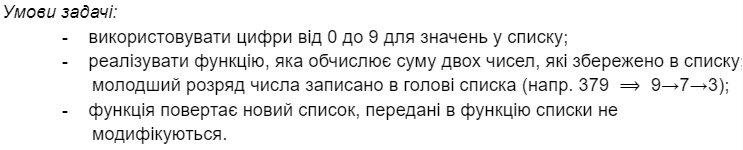 Умови задачі:
- використовувати цифри від 0 до 9 для значень у списку;
- реалізувати функцію, яка обчислює суму двох чисел, які збережено в списку;
молодший розряд числа записано в голові списка (напр. 379 ⟹ 9→7→3);
- функція повертає новий список, передані в функцію списки не
модифікуються.